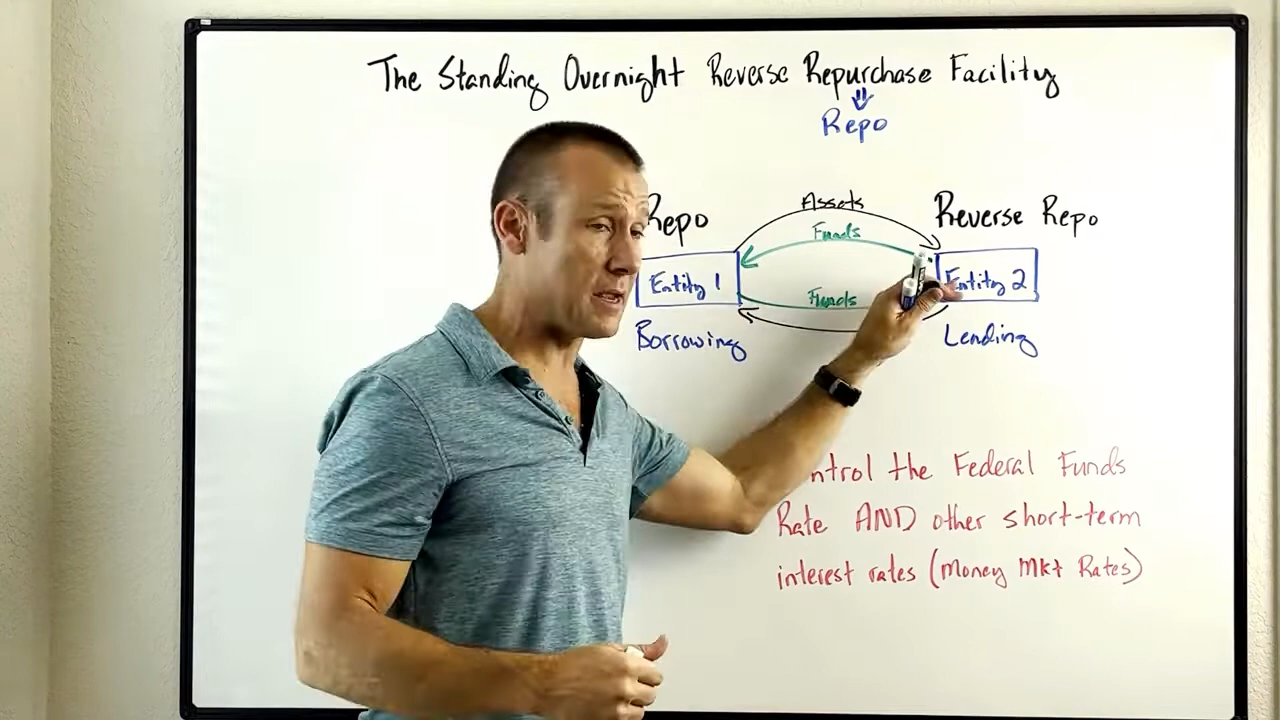 The Standing Overnight Reverse Repurchase Facility
Repo
Repo
Assets
Reverse Repo
Funds
Entity 1
Entity 2
Funds
Borrowing
Lending
ntrol the Federal Funds
Rate AND other short-term
interest rates (Money Mkt Rates)